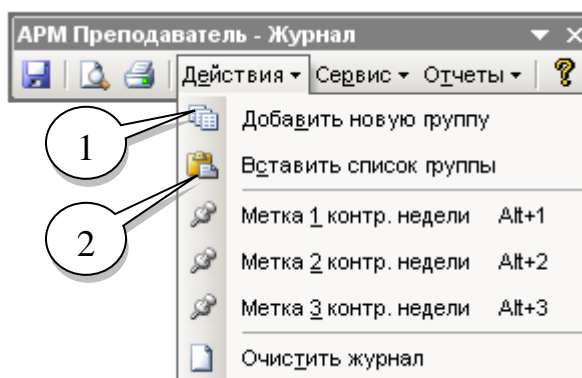 АРМ Преподаватель - Журнал
Действия Сервис Отчеты ?
1 Добавить новую группу
2 Вставить список группы
Метка 1 контр. недели Alt+1
Метка 2 контр. недели Alt+2
Метка 3 контр. недели Alt+3
Очистить журнал